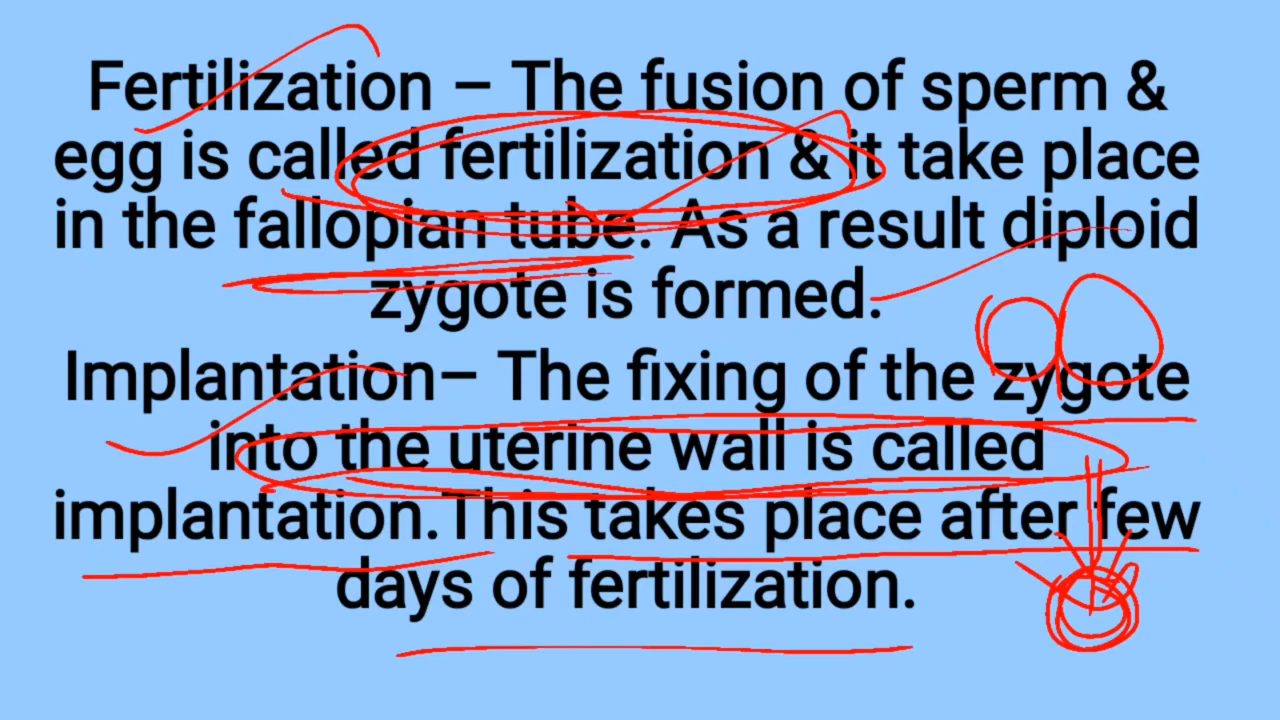 Fertilization – The fusion of sperm &
egg is called fertilization & it take place
in the fallopian tube. As a result diploid
zygote is formed.
Implantation– The fixing of the zygote
into the uterine wall is called
implantation.This takes place after few
days of fertilization.